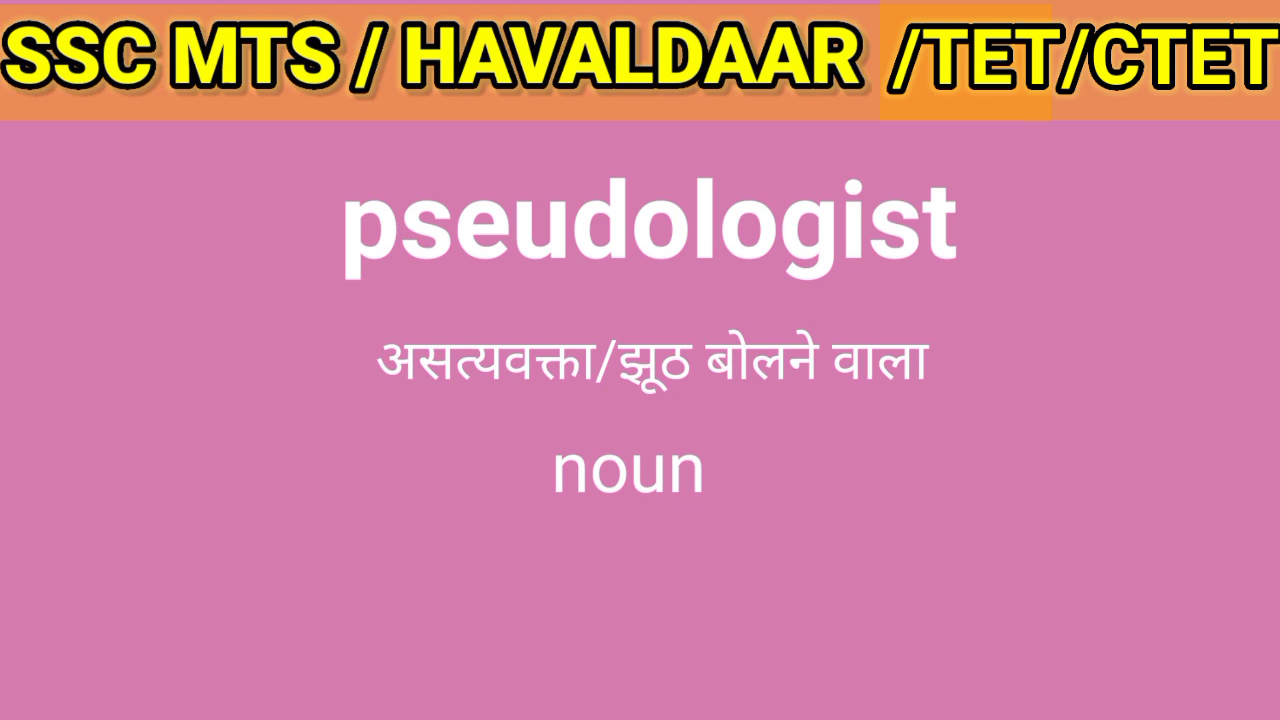 SSC MTS / HAVALDAAR /TET/CTET
pseudologist
असत्यवक्ता/झूठ बोलने वाला
noun